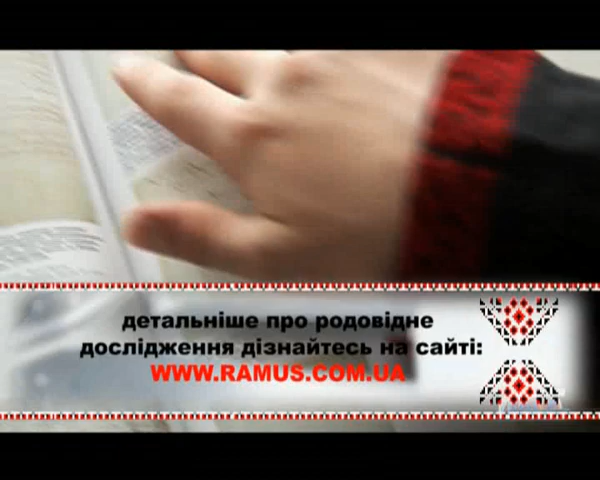 детальніше про родовідне
дослідження дізнайтесь на сайті:
WWW.RAMUS.COM.UA